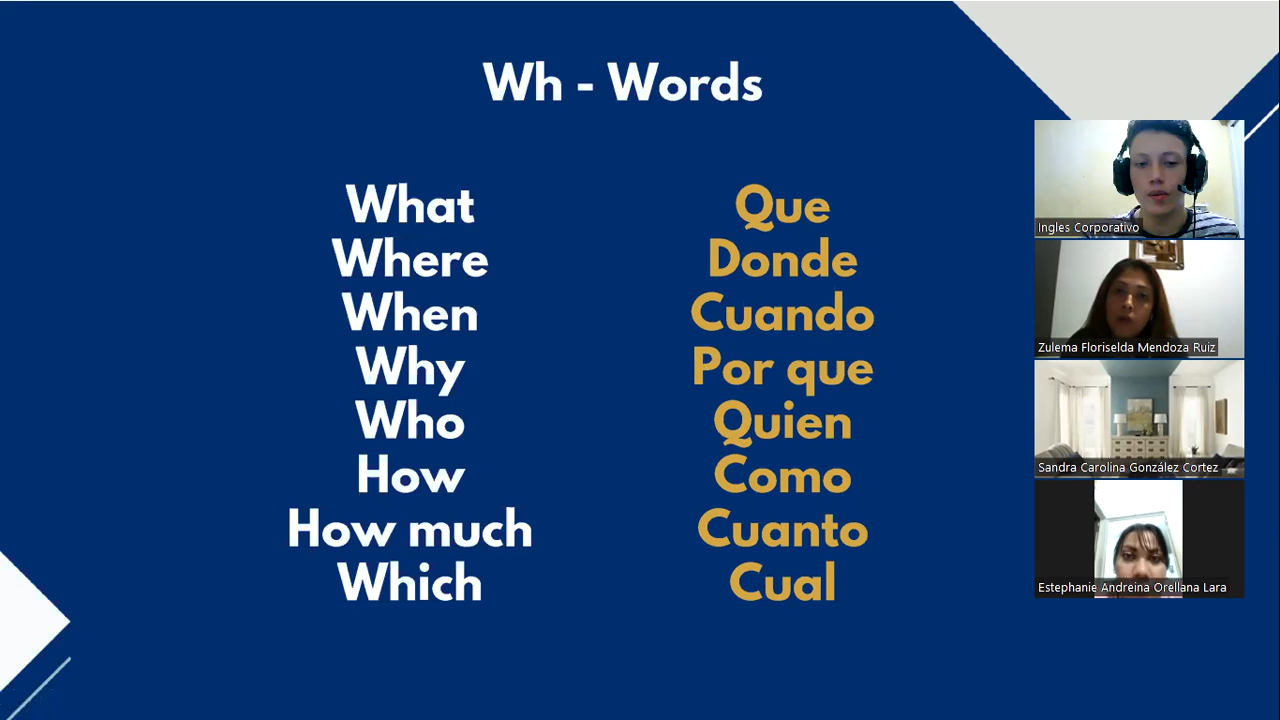 Wh - Words
What
Que
Where
Donde
When
Cuando
Why
Por que
Who
Quien
How
Como
How much
Cuanto
Which
Cual
Ingles Corporativo
Zulema Floriselda Mendoza Ruiz
Sandra Carolina González Cortez
Estephanie Andreina Orellana Lara